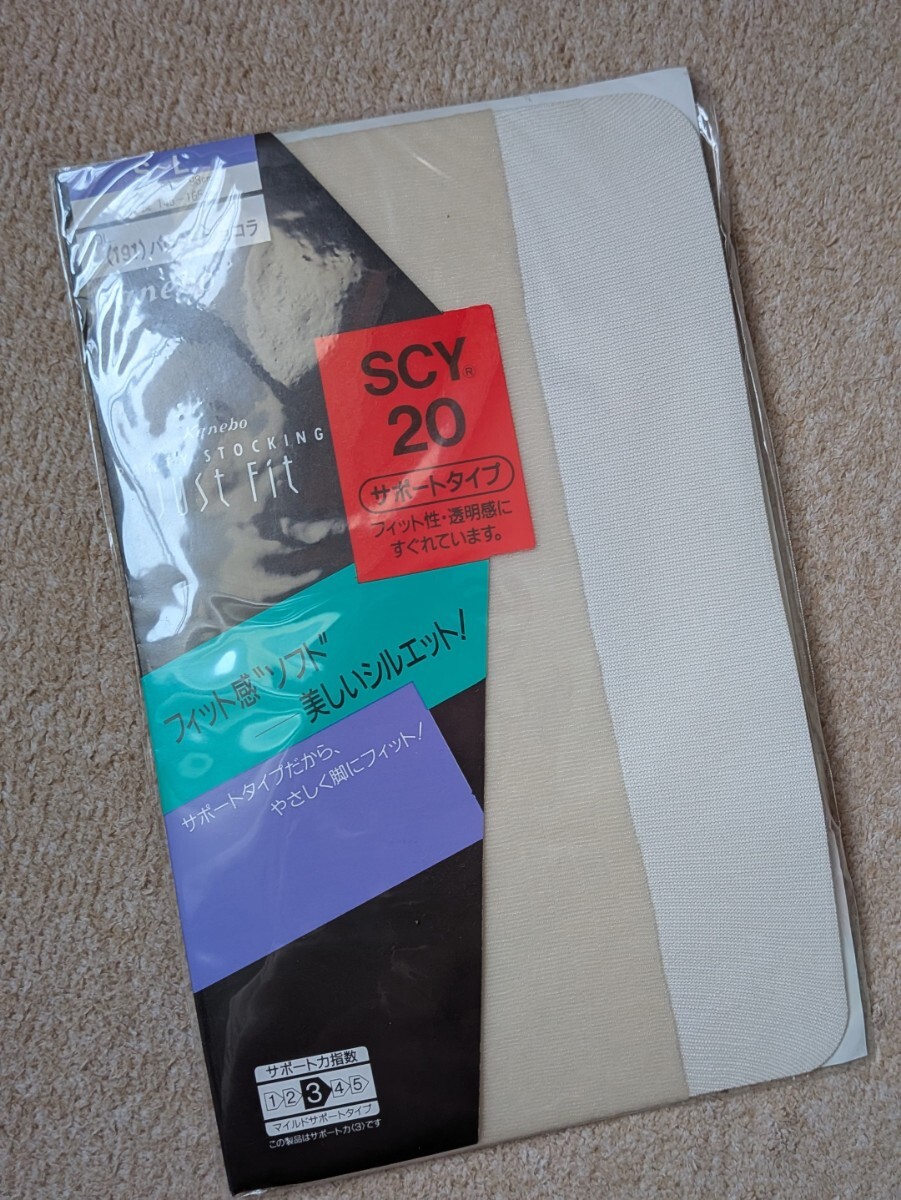 S-L
(191)
Kanebo
SCY®
20
サポートタイプ
フィット性・透明感に
すぐれています。
Kanebo
STOCKING
Just Fit
フィット感"ソフト"
―美しいシルエット!
サポートタイプだから、
やさしく脚にフィット!
サポート力指数
1 2 3 4 5
マイルドサポートタイプ
この製品はサポート力〈3〉です